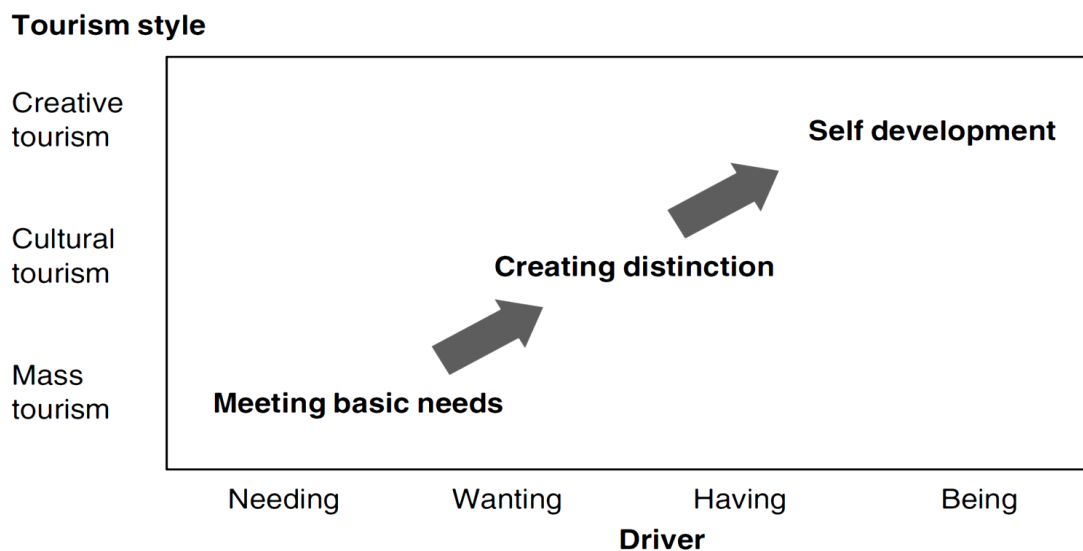 Tourism style
Creative
tourism
Self development
Cultural
tourism
Creating distinction
Mass
tourism
Meeting basic needs
Needing
Wanting
Having
Being
Driver